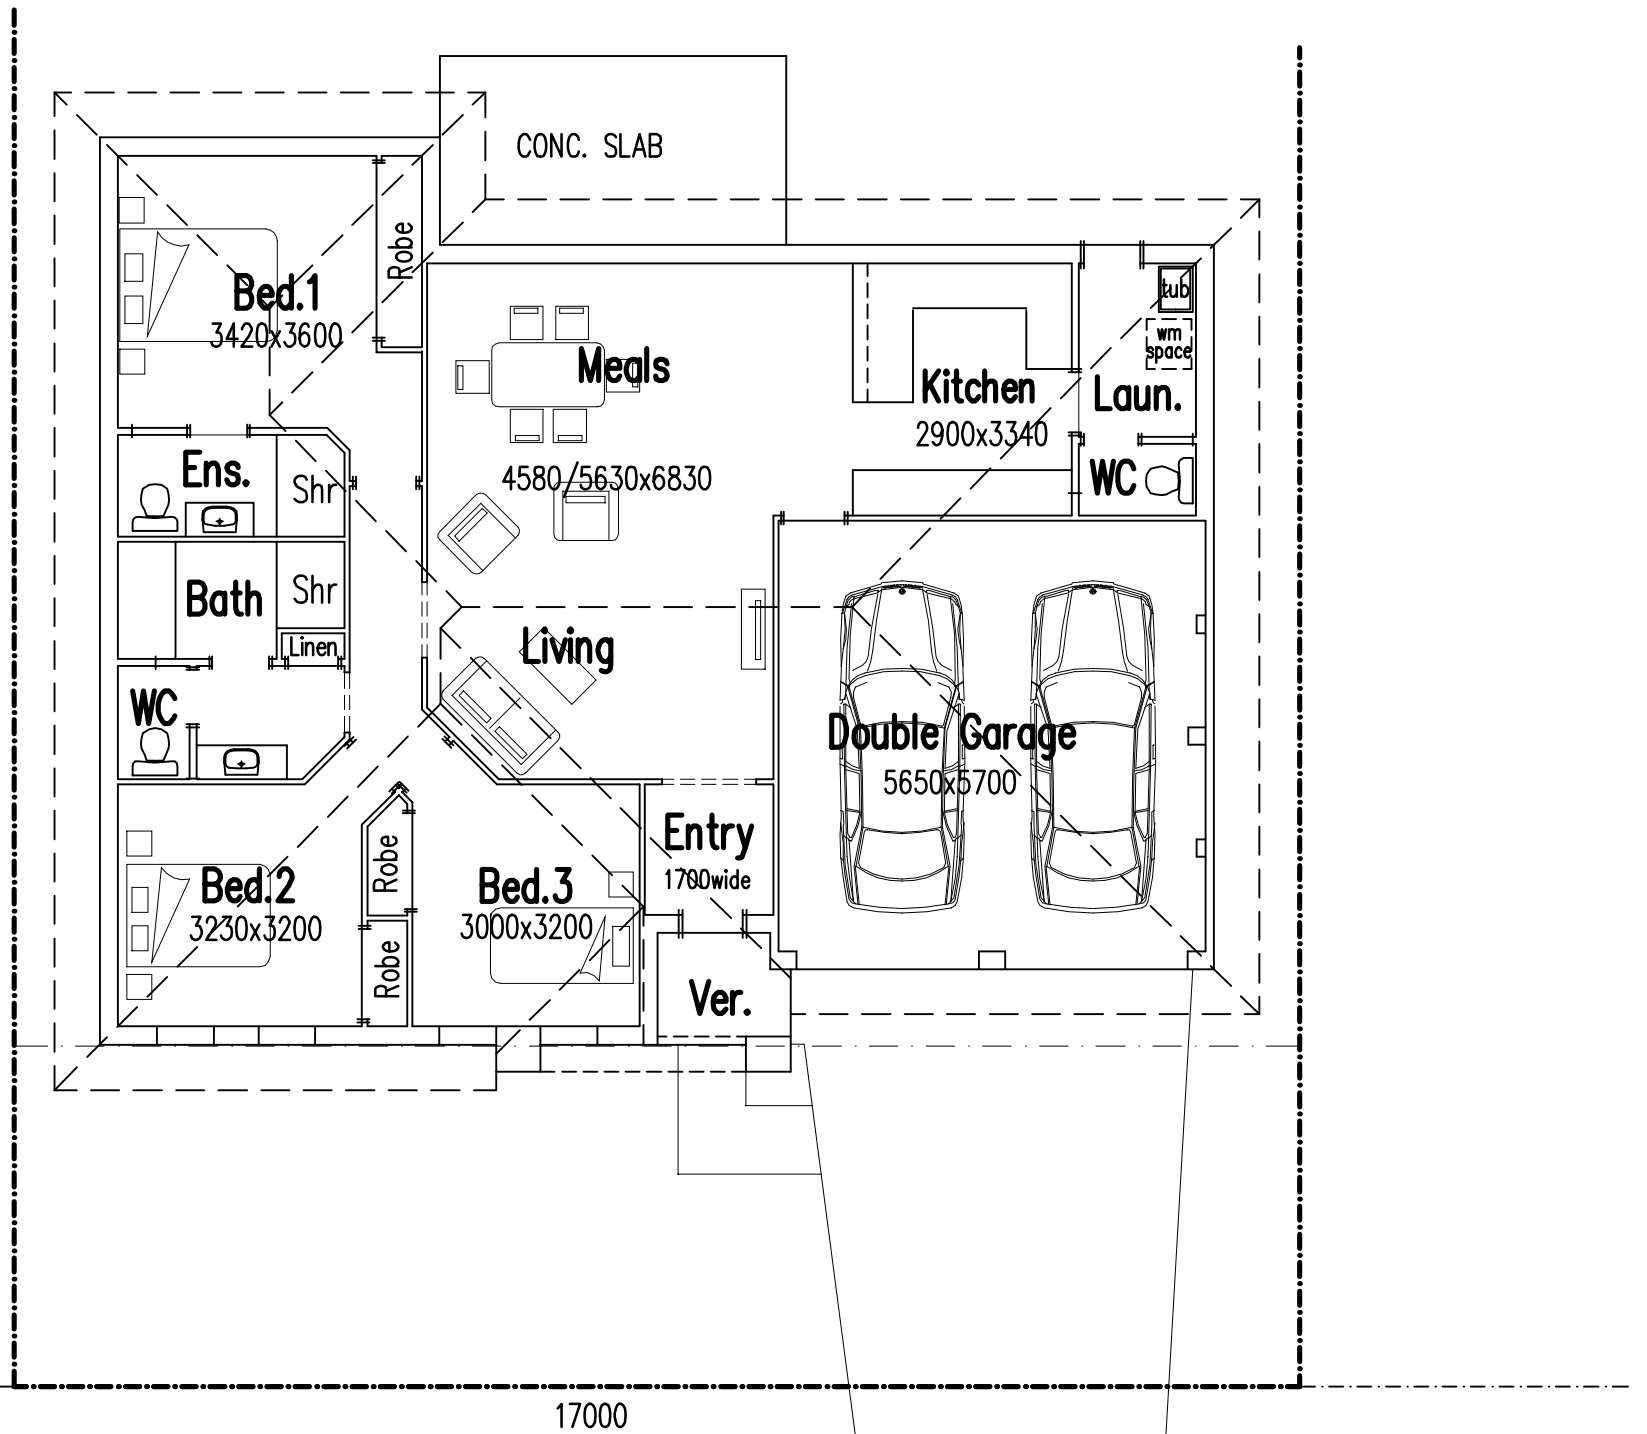 CONC. SLAB
Robe
Bed.1
3420x3600
tub
wm
space
Meals
Kitchen
2900x3340
Laun.
Ens.
Shr
4580/5630x6830
WC
Bath
Shr
Linen
Living
WC
Double Garage
5650x5700
Entry
1700wide
Robe
Bed.2
3230x3200
Bed.3
3000x3200
Robe
Ver.
17000